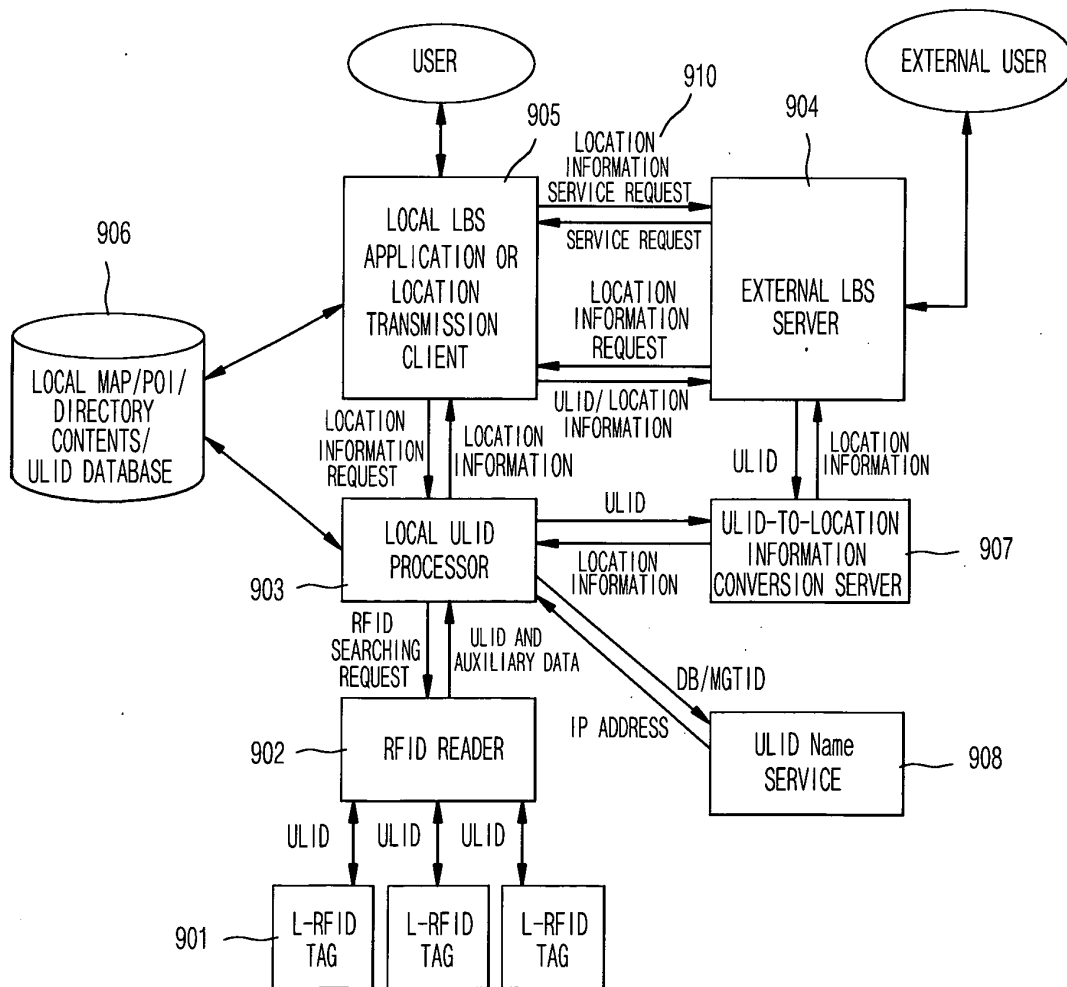 USER
EXTERNAL USER
910
905
904
LOCATION
INFORMATION
SERVICE REQUEST
SERVICE REQUEST
906
LOCAL LBS
APPLICATION OR
LOCATION
TRANSMISSION
CLIENT
LOCATION
INFORMATION
REQUEST
EXTERNAL LBS
SERVER
LOCAL MAP/POI/
DIRECTORY
CONTENTS/
ULID DATABASE
ULID/LOCATION
INFORMATION
LOCATION
INFORMATION
REQUEST
LOCATION
INFORMATION
ULID
LOCATION
INFORMATION
LOCAL ULID
PROCESSOR
903
ULID
LOCATION
INFORMATION
ULID-TO-LOCATION
INFORMATION
CONVERSION SERVER
907
RFID
SEARCHING
REQUEST
ULID AND
AUXILIARY DATA
DB/MGTID
IP ADDRESS
902
RFID READER
ULID Name
SERVICE
908
ULID
ULID
ULID
901
L-RFID
TAG
L-RFID
TAG
L-RFID
TAG